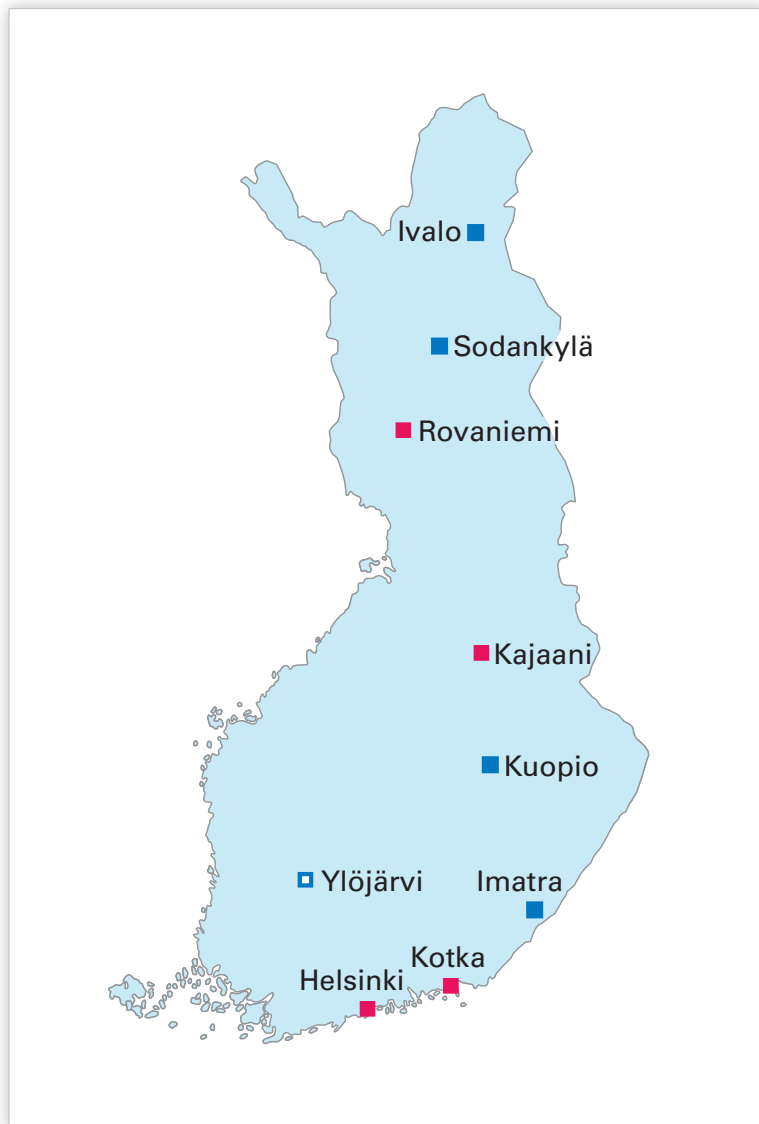 Ivalo
Sodankylä
Rovaniemi
Kajaani
Kuopio
Ylöjärvi
Imatra
Kotka
Helsinki